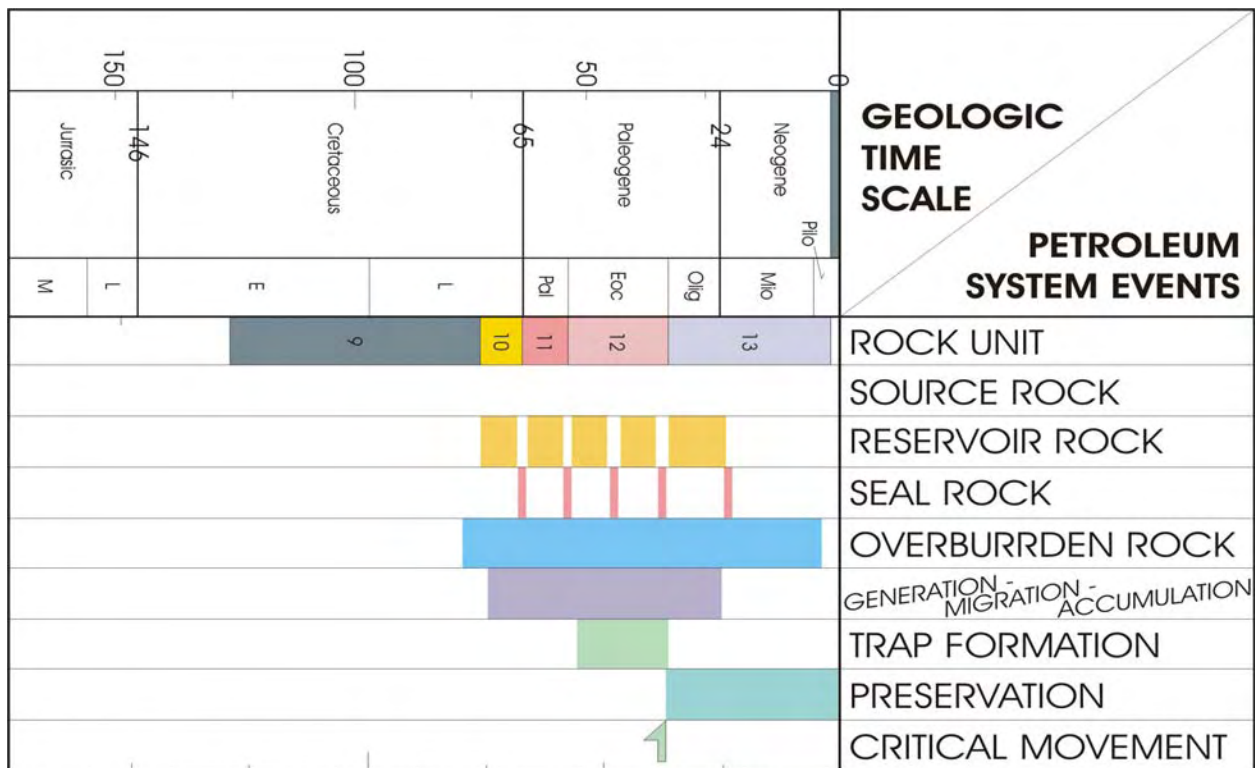 150
100
50
0
GEOLOGIC
TIME
SCALE
PETROLEUM
SYSTEM EVENTS
Jurrasic
146
Cretaceous
65
Paleogene
24
Neogene
Pilo
M
L
E
L
Pal
Eoc
Olig
Mio
9
10
11
12
13
ROCK UNIT
SOURCE ROCK
RESERVOIR ROCK
SEAL ROCK
OVERBURRDEN ROCK
GENERATION - MIGRATION - ACCUMULATION
TRAP FORMATION
PRESERVATION
CRITICAL MOVEMENT